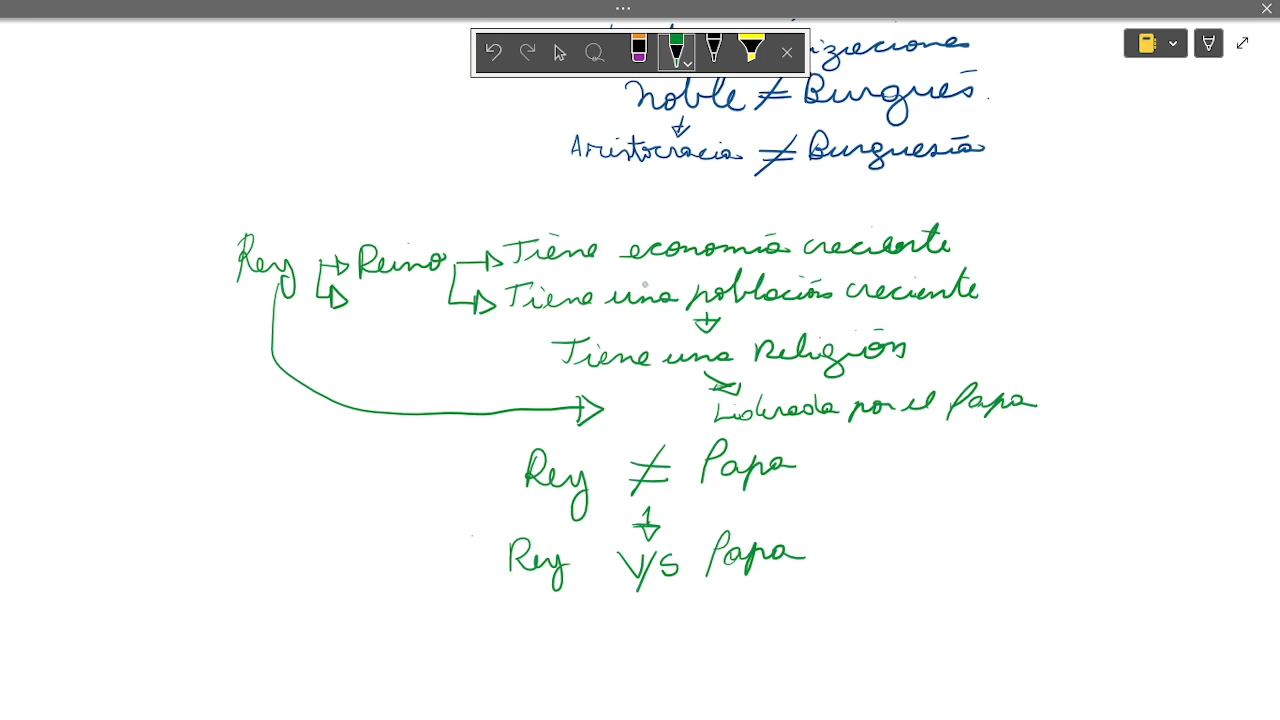 Noble ≠ Burgués
Aristocracia ≠ Burguesía
Rey → Reino → Tiene economía creciente
→ Tiene una población creciente
Tiene una Religión
Liderada por el Papa
Rey ≠ Papa
Rey V/S Papa